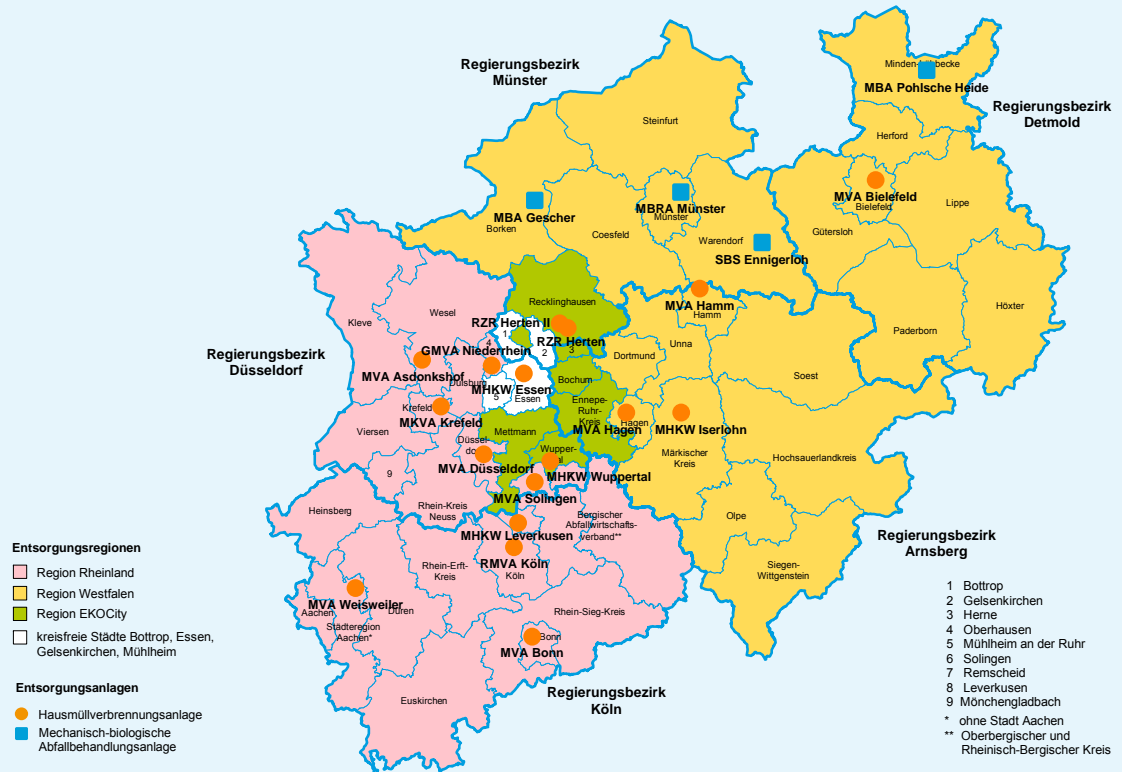 Regierungsbezirk
Münster
Minden-Lübbecke
MBA Pohlsche Heide
Regierungsbezirk
Detmold
Steinfurt
Herford
MVA Bielefeld
Bielefeld
Lippe
MBA Gescher
Borken
MBRA Münster
Münster
Coesfeld
Warendorf
SBS Ennigerloh
Gütersloh
Höxter
Paderborn
Recklinghausen
MVA Hamm
Hamm
Kleve
Wesel
RZR Herten II
RZR Herten
1
2
3
4
5
Unna
Dortmund
Soest
Regierungsbezirk
Düsseldorf
GMVA Niederrhein
MVA Asdonkshof
Duisburg
MHKW Essen
Essen
Bochum
Ennepe-
Ruhr-
Kreis
Krefeld
MKVA Krefeld
MVA Hagen
Hagen
MHKW Iserlohn
Viersen
Mettmann
Düssel-
dorf
MVA Düsseldorf
Wupper-
tal
MHKW Wuppertal
Märkischer
Kreis
Hochsauerlandkreis
9
MVA Solingen
Rhein-Kreis
Neuss
Heinsberg
Bergischer
Abfallwirtschafts-
verband**
MHKW Leverkusen
RMVA Köln
Köln
Rhein-Erft-
Kreis
Olpe
Siegen-
Wittgenstein
Regierungsbezirk
Arnsberg
MVA Weisweiler
Aachen
Düren
Städteregion
Aachen*
Rhein-Sieg-Kreis
Bonn
MVA Bonn
Euskirchen
Regierungsbezirk
Köln
Entsorgungsregionen
Region Rheinland
Region Westfalen
Region EKOCity
kreisfreie Städte Bottrop, Essen,
Gelsenkirchen, Mülheim
Entsorgungsanlagen
Hausmüllverbrennungsanlage
Mechanisch-biologische
Abfallbehandlungsanlage
1 Bottrop
2 Gelsenkirchen
3 Herne
4 Oberhausen
5 Mühlheim an der Ruhr
6 Solingen
7 Remscheid
8 Leverkusen
9 Mönchengladbach
* ohne Stadt Aachen
** Oberbergischer und
Rheinisch-Bergischer Kreis